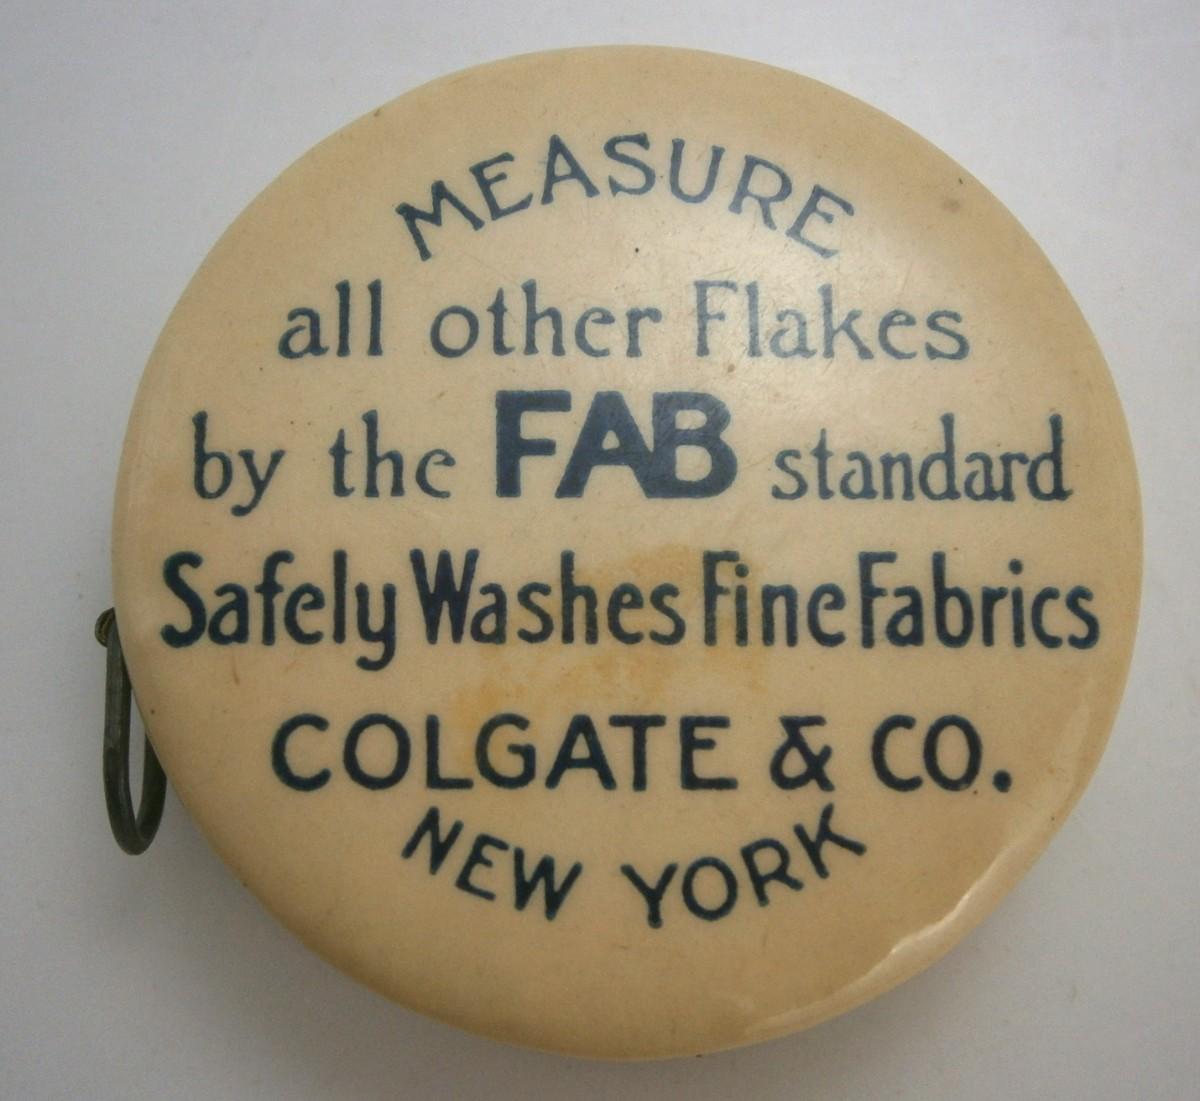 MEASURE
all other Flakes
by the FAB standard
Safely Washes Fine Fabrics
COLGATE & CO.
NEW YORK